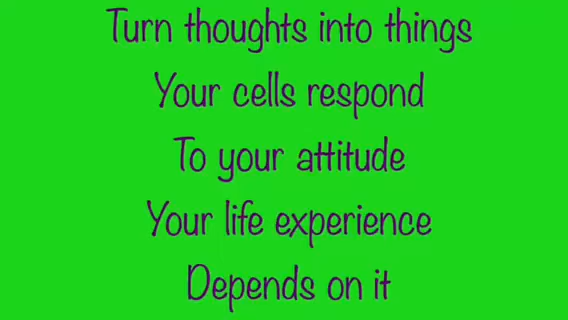 Turn thoughts into things
Your cells respond
To your attitude
Your life experience
Depends on it